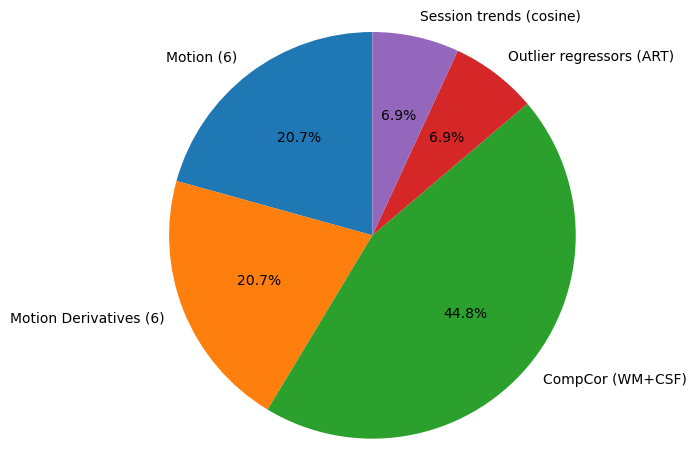 Session trends (cosine)
Motion (6)
Outlier regressors (ART)
6.9%
20.7%
6.9%
20.7%
44.8%
Motion Derivatives (6)
CompCor (WM+CSF)